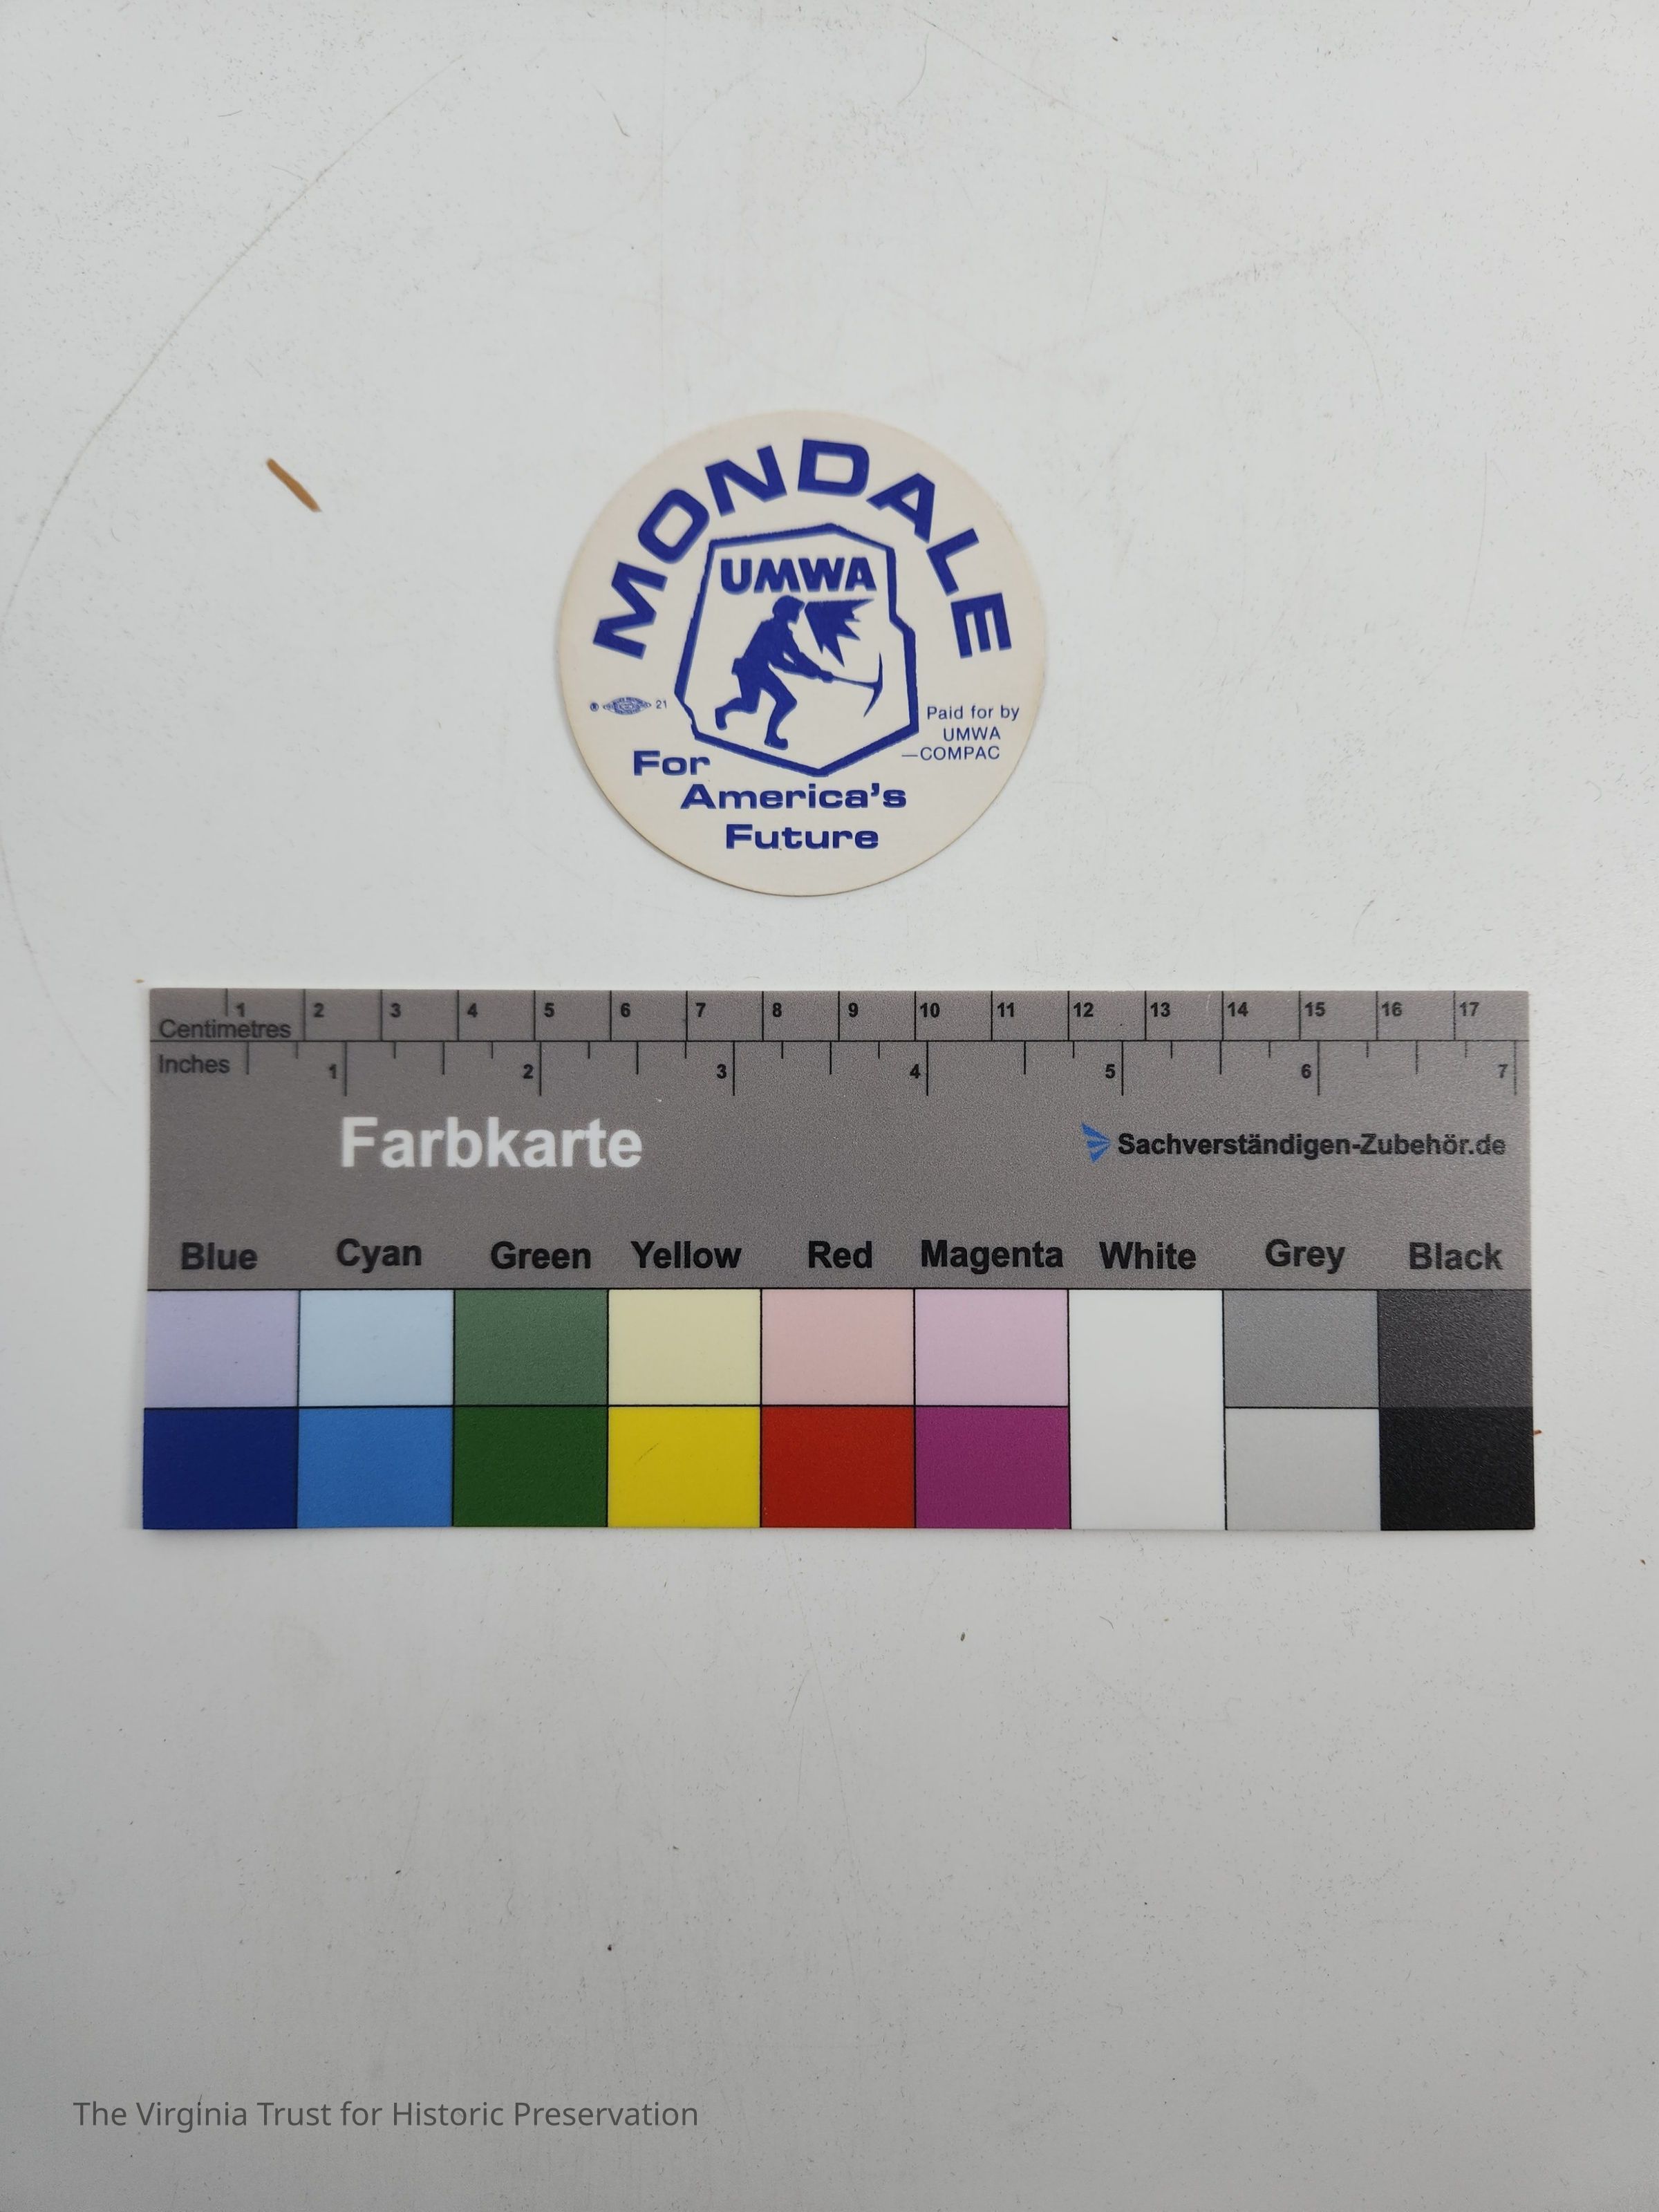 MONDALE
UMWA
® 21
Paid for by
UMWA
—COMPAC
For
America's
Future
1 2 3 4 5 6 7 8 9 10 11 12 13 14 15 16 17
Centimetres
Inches
1 2 3 4 5 6 7
Farbkarte
Sachverständigen-Zubehör.de
Blue Cyan Green Yellow Red Magenta White Grey Black
The Virginia Trust for Historic Preservation